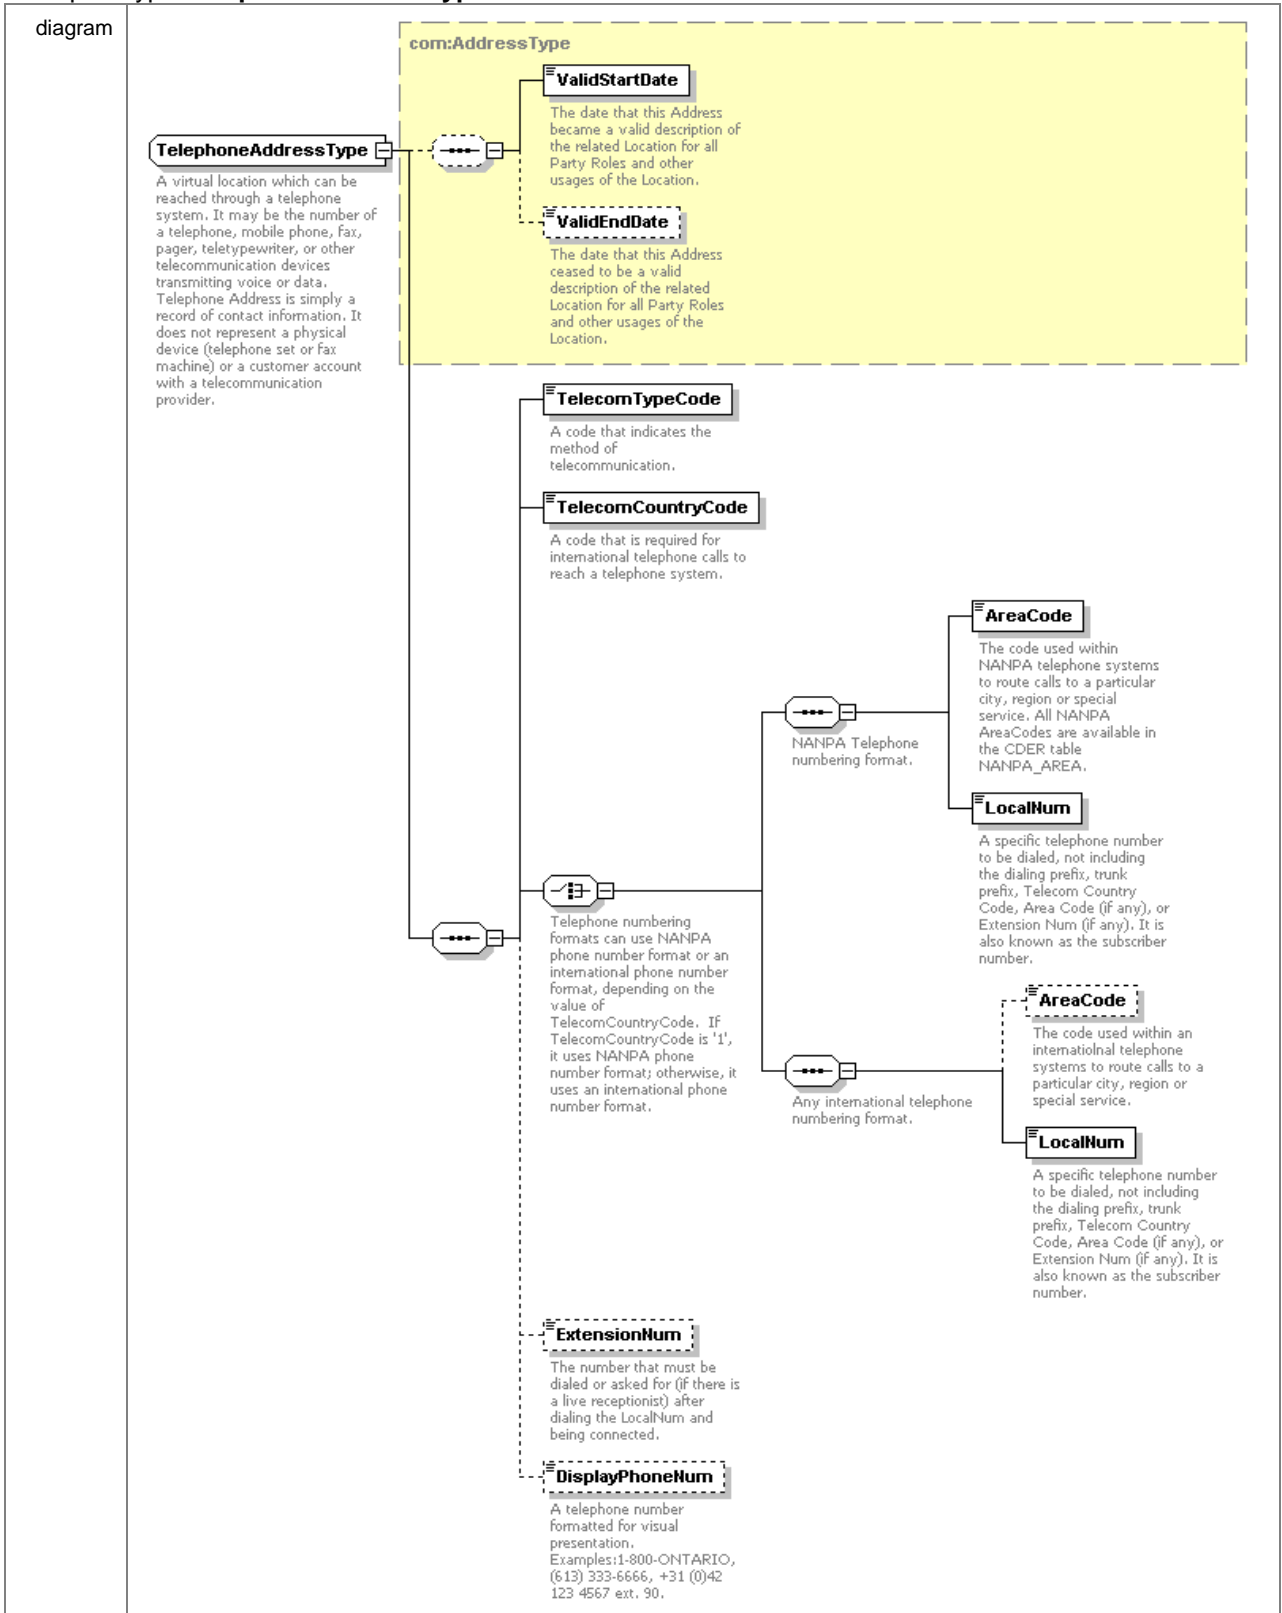 diagram
com:AddressType
ValidStartDate
The date that this Address
became a valid description of
the related Location for all
Party Roles and other
usages of the Location.
TelephoneAddressType
A virtual location which can be
reached through a telephone
system. It may be the number of
a telephone, mobile phone, fax,
pager, teletypewriter, or other
telecommunication devices
transmitting voice or data.
Telephone Address is simply a
record of contact information. It
does not represent a physical
device (telephone set or fax
machine) or a customer account
with a telecommunication
provider.
ValidEndDate
The date that this Address
ceased to be a valid
description of the related
Location for all Party Roles
and other usages of the
Location.
TelecomTypeCode
A code that indicates the
method of
telecommunication.
TelecomCountryCode
A code that is required for
international telephone calls to
reach a telephone system.
AreaCode
The code used within
NANPA telephone systems
to route calls to a particular
city, region or special
service. All NANPA
AreaCodes are available in
the CDER table
NANPA_AREA.
NANPA Telephone
numbering format.
LocalNum
A specific telephone number
to be dialed, not including
the dialing prefix, trunk
prefix, Telecom Country
Code, Area Code (if any), or
Extension Num (if any). It is
also known as the subscriber
number.
Telephone numbering
formats can use NANPA
phone number format or an
international phone number
format, depending on the
value of
TelecomCountryCode. If
TelecomCountryCode is '1',
it uses NANPA phone
number format; otherwise, it
uses an international phone
number format.
AreaCode
The code used within an
internatiolnal telephone
systems to route calls to a
particular city, region or
special service.
Any international telephone
numbering format.
LocalNum
A specific telephone number
to be dialed, not including
the dialing prefix, trunk
prefix, Telecom Country
Code, Area Code (if any), or
Extension Num (if any). It is
also known as the subscriber
number.
ExtensionNum
The number that must be
dialed or asked for (if there is
a live receptionist) after
dialing the LocalNum and
being connected.
DisplayPhoneNum
A telephone number
formatted for visual
presentation.
Examples:1-800-ONTARIO,
(613) 333-6666, +31 (0)42
123 4567 ext. 90.